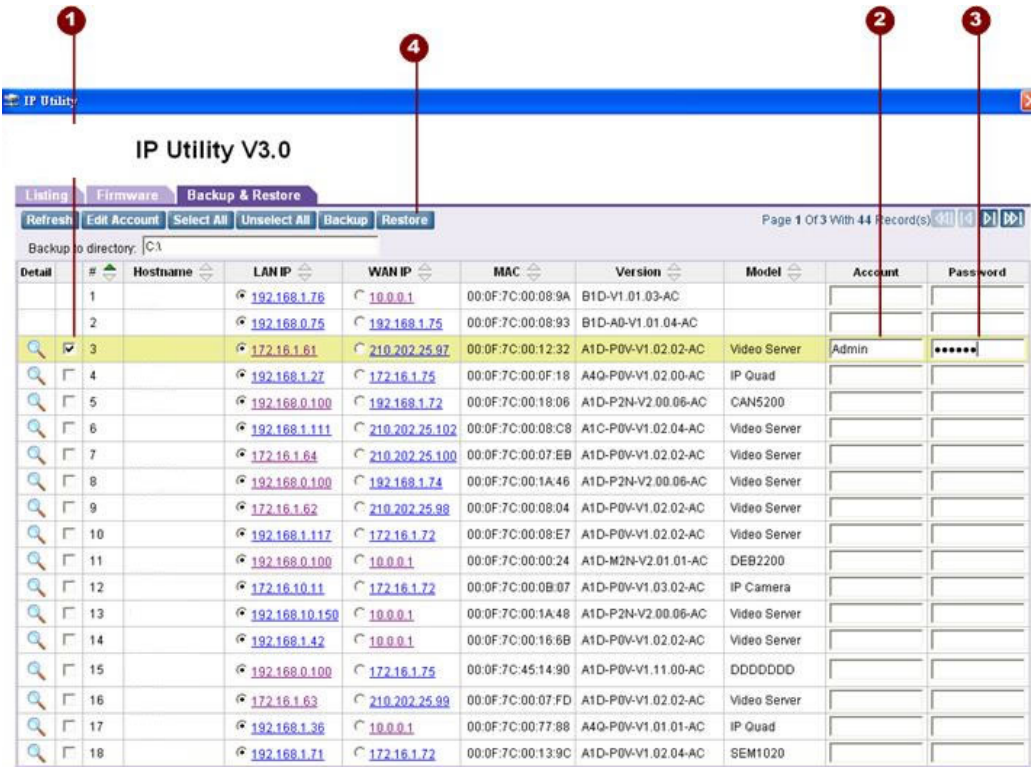 1 2 3
4
IP Utility
IP Utility V3.0
Listing Firmware Backup & Restore
Refresh Edit Account Select All Unselect All Backup Restore Page 1 Of 3 With 44 Record(s)
Backup to directory: C:\
Detail # Hostname LAN IP WAN IP MAC Version Model Account Password
1 192.168.1.76 10.0.0.1 00:0F:7C:00:08:9A B1D-V1.01.03-AC
2 192.168.0.75 192.168.1.75 00:0F:7C:00:08:93 B1D-A0-V1.01.04-AC
3 172.16.1.61 210.202.25.97 00:0F:7C:00:12:32 A1D-P0V-V1.02.02-AC Video Server Admin ••••••
4 192.168.1.27 172.16.1.75 00:0F:7C:00:0F:18 A4Q-P0V-V1.02.00-AC IP Quad
5 192.168.0.100 192.168.1.72 00:0F:7C:00:18:06 A1D-P2N-V2.00.06-AC CAN5200
6 192.168.1.111 210.202.25.102 00:0F:7C:00:08:C8 A1C-P0V-V1.02.04-AC Video Server
7 172.16.1.64 210.202.25.100 00:0F:7C:00:07:EB A1D-P0V-V1.02.02-AC Video Server
8 192.168.0.100 192.168.1.74 00:0F:7C:00:1A:46 A1D-P2N-V2.00.06-AC Video Server
9 172.16.1.62 210.202.25.98 00:0F:7C:00:08:04 A1D-P0V-V1.02.02-AC Video Server
10 192.168.1.117 172.16.1.72 00:0F:7C:00:08:E7 A1D-P0V-V1.02.02-AC Video Server
11 192.168.0.100 10.0.0.1 00:0F:7C:00:00:24 A1D-M2N-V2.01.01-AC DEB2200
12 172.16.10.11 172.16.1.72 00:0F:7C:00:0B:07 A1D-P0V-V1.03.02-AC IP Camera
13 192.168.10.150 10.0.0.1 00:0F:7C:00:1A:48 A1D-P2N-V2.00.06-AC Video Server
14 192.168.1.42 10.0.0.1 00:0F:7C:00:16:6B A1D-P0V-V1.02.02-AC Video Server
15 192.168.0.100 172.16.1.75 00:0F:7C:45:14:90 A1D-P0V-V1.11.00-AC DDDDDDD
16 172.16.1.63 210.202.25.99 00:0F:7C:00:07:FD A1D-P0V-V1.02.02-AC Video Server
17 192.168.1.36 10.0.0.1 00:0F:7C:00:77:88 A4Q-P0V-V1.01.01-AC IP Quad
18 192.168.1.71 172.16.1.72 00:0F:7C:00:13:9C A1D-P0V-V1.02.04-AC SEM1020